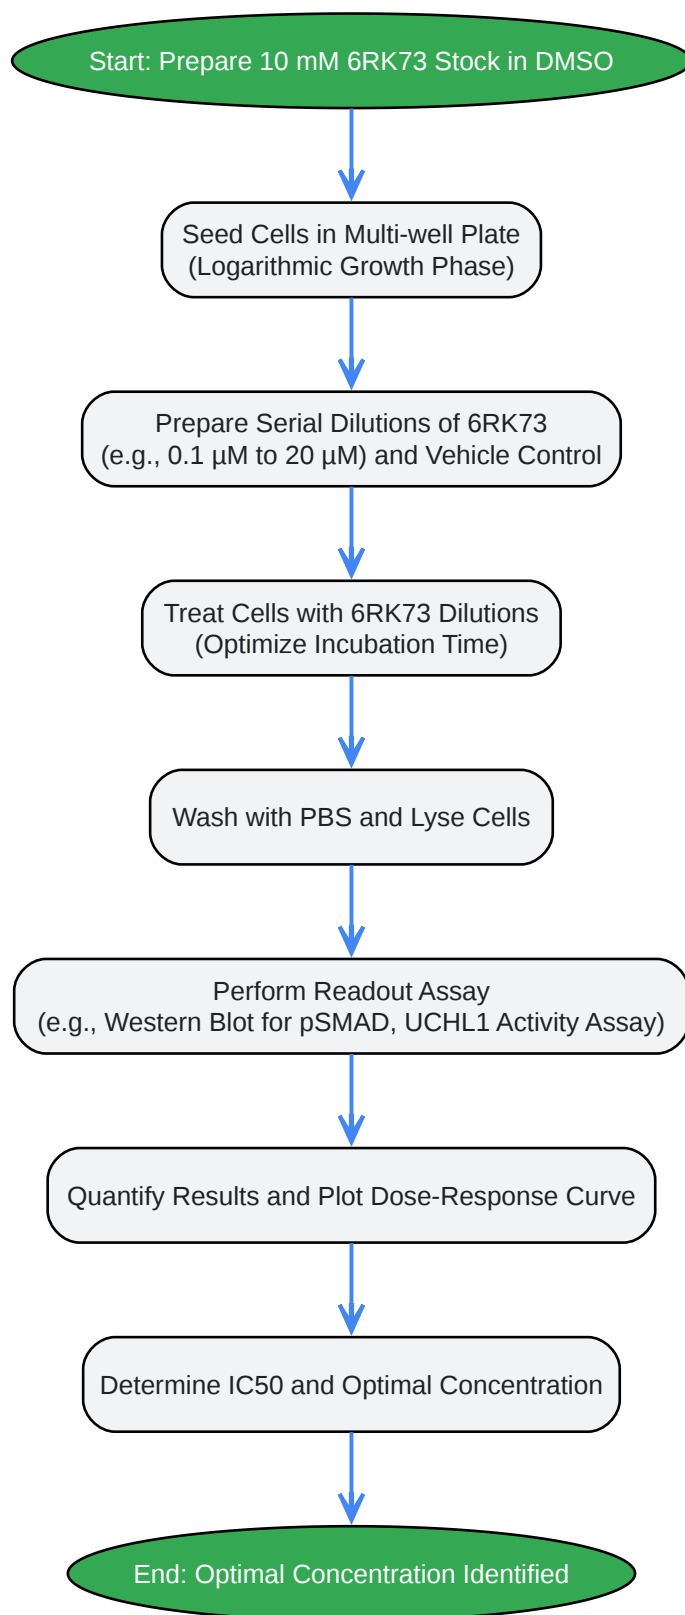 Start: Prepare 10 mM 6RK73 Stock in DMSO
Seed Cells in Multi-well Plate
(Logarithmic Growth Phase)
Prepare Serial Dilutions of 6RK73
(e.g., 0.1 µM to 20 µM) and Vehicle Control
Treat Cells with 6RK73 Dilutions
(Optimize Incubation Time)
Wash with PBS and Lyse Cells
Perform Readout Assay
(e.g., Western Blot for pSMAD, UCHL1 Activity Assay)
Quantify Results and Plot Dose-Response Curve
Determine IC50 and Optimal Concentration
End: Optimal Concentration Identified